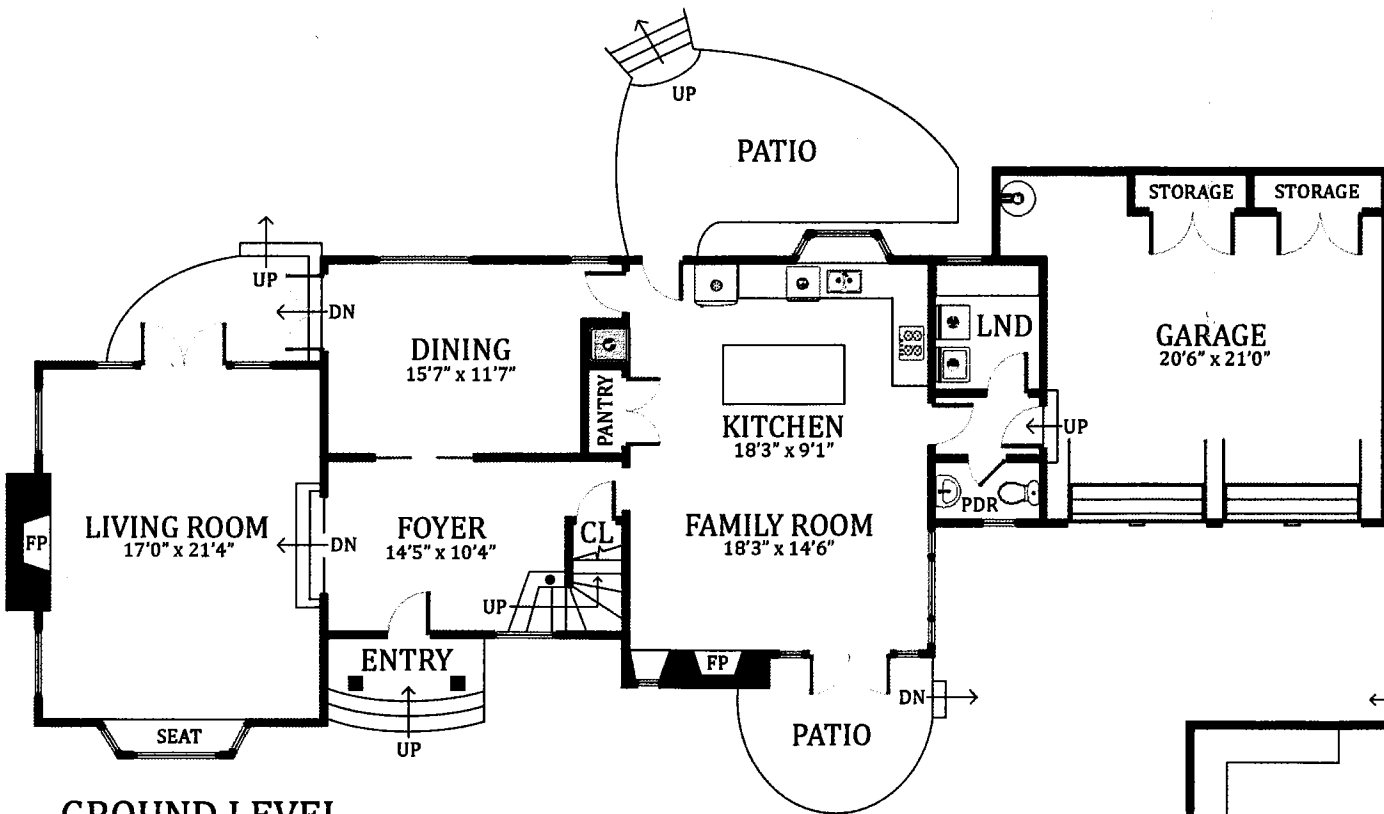 UP
PATIO
STORAGE
STORAGE
UP
DN
DINING
15'7" x 11'7"
LND
GARAGE
20'6" x 21'0"
PANTRY
KITCHEN
18'3" x 9'1"
UP
LIVING ROOM
17'0" x 21'4"
FP
DN
FOYER
14'5" x 10'4"
CL
UP
FAMILY ROOM
18'3" x 14'6"
PDR
ENTRY
UP
FP
DN
PATIO
SEAT
GROUND LEVEL